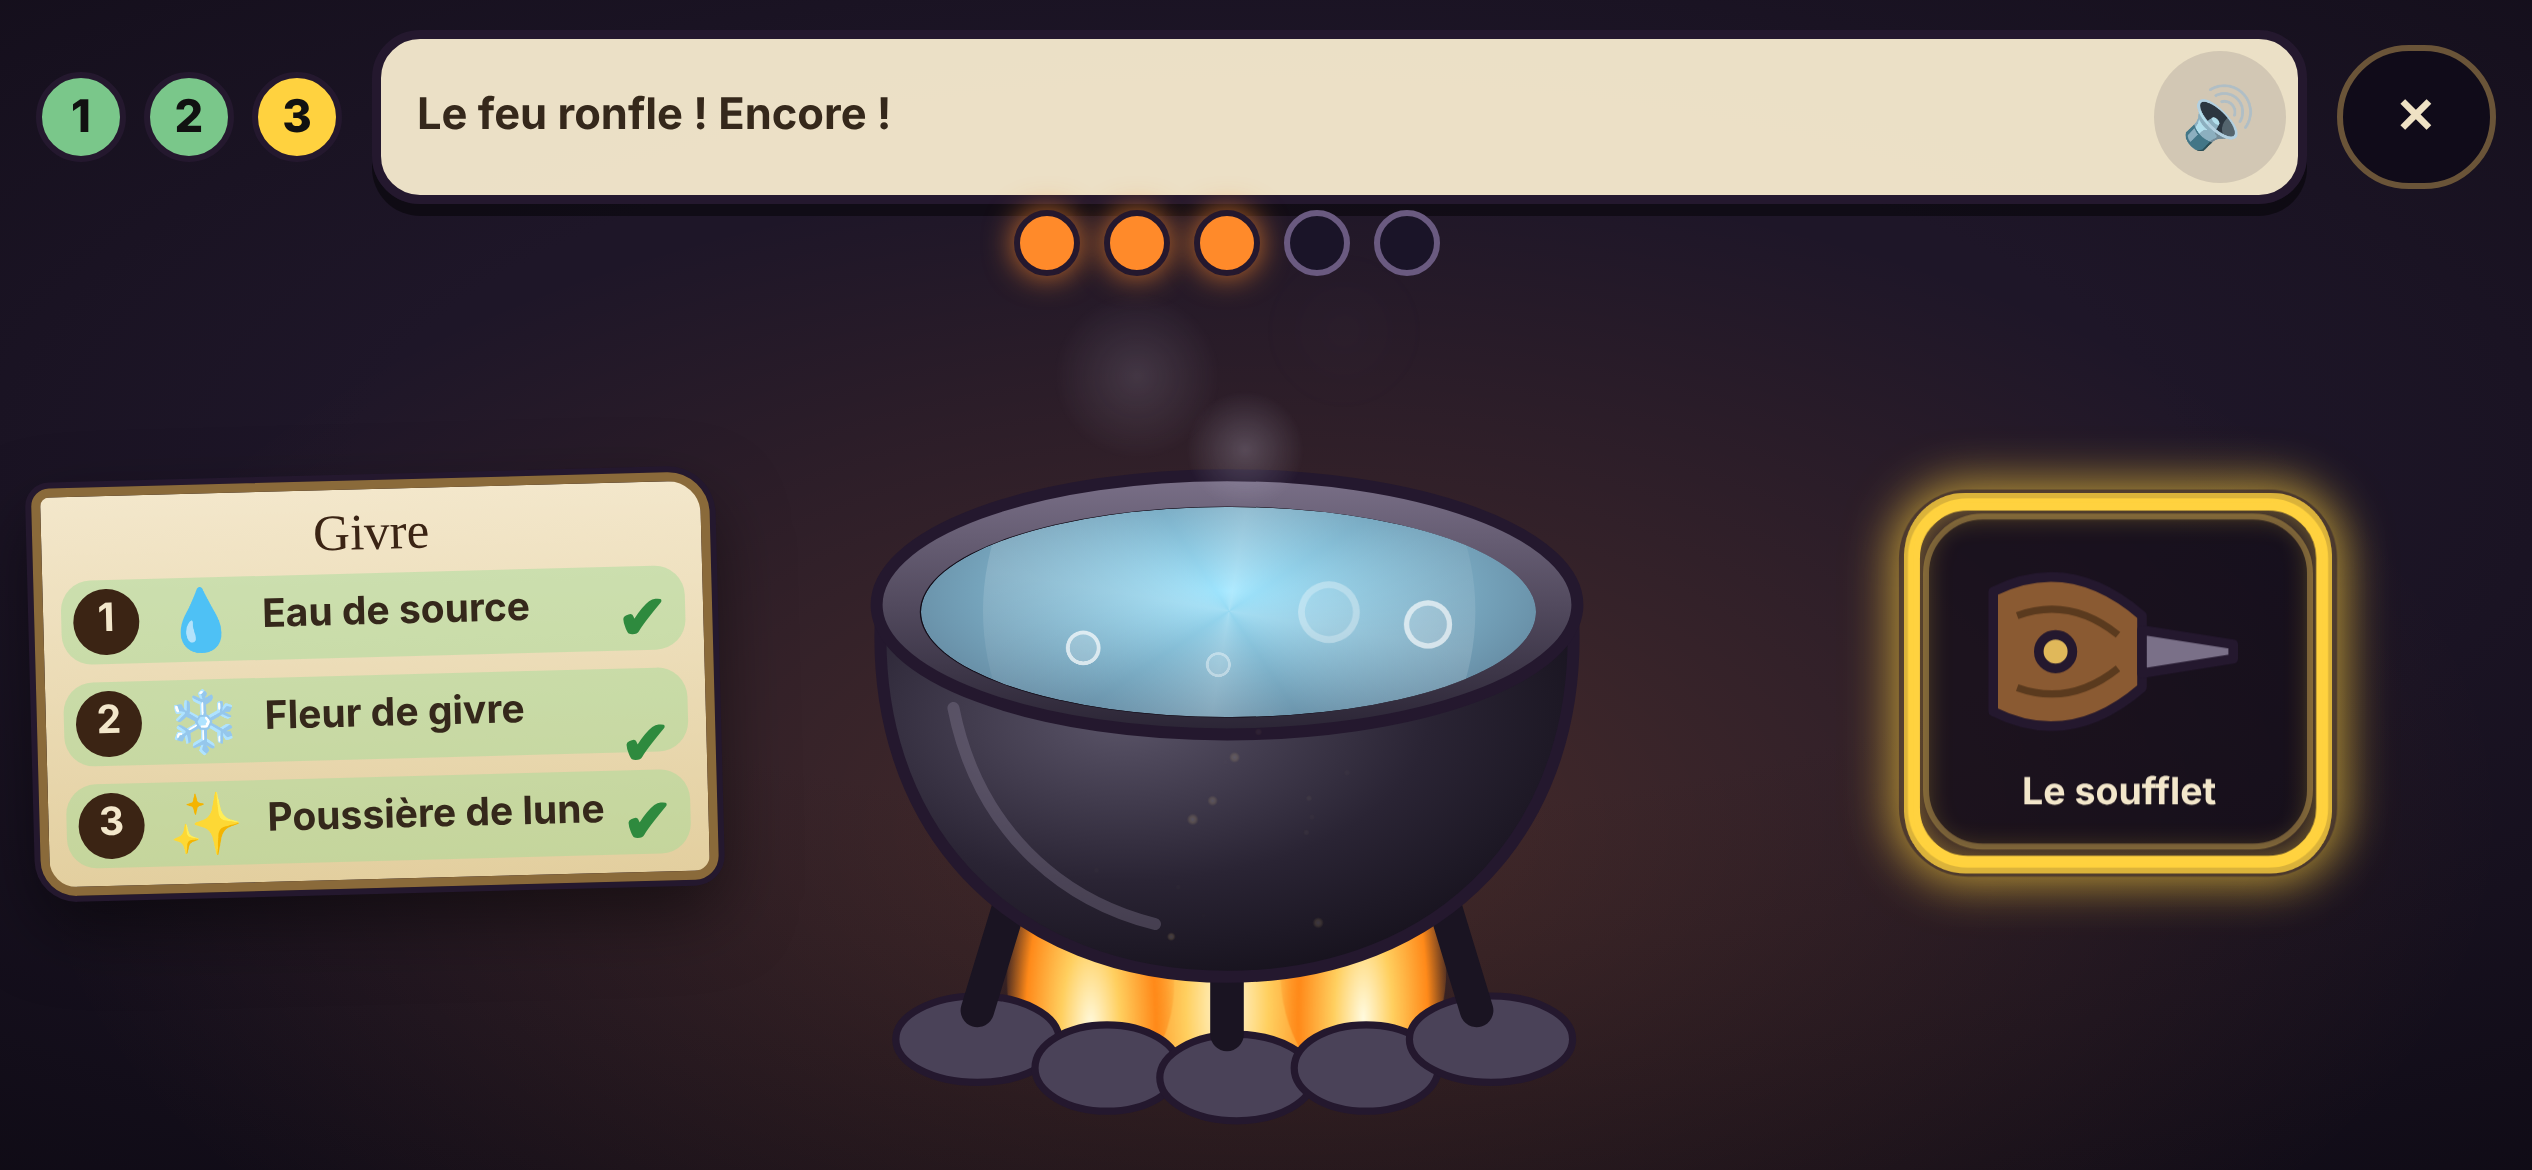 1 2 3
Le feu ronfle ! Encore !
Givre
1 Eau de source
2 Fleur de givre
3 Poussière de lune
Le soufflet